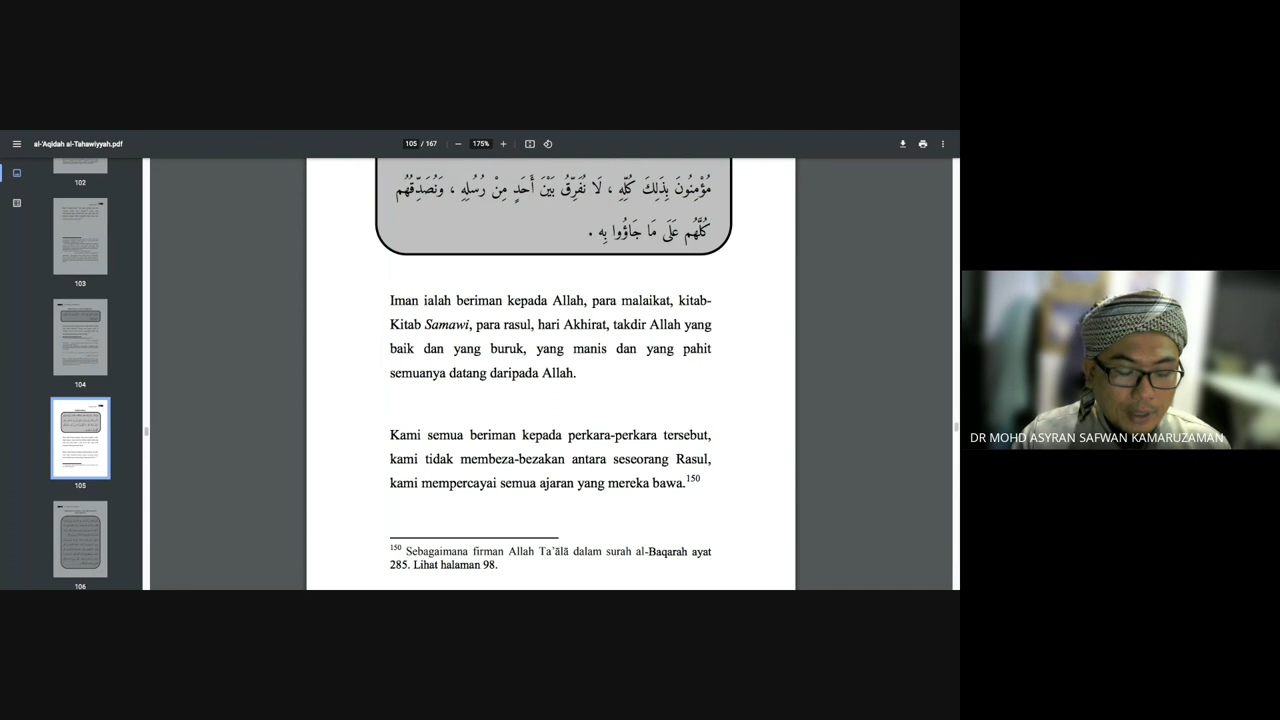 al-'Aqidah al-Tahawiyyah.pdf
105 / 167
175%
102
103
104
105
106
مُؤْمِنُونَ بِذَلِكَ كُلِّهِ ، لَا نُفَرِّقُ بَيْنَ أَحَدٍ مِنْ رُسُلِهِ ، وَنُصَدِّقُهُم
كُلَّهُم عَلَى مَا جَاؤُوا بِهِ .
Iman ialah beriman kepada Allah, para malaikat, kitab-
Kitab Samawi, para rasul, hari Akhirat, takdir Allah yang
baik dan yang buruk, yang manis dan yang pahit
semuanya datang daripada Allah.
Kami semua beriman kepada perkara-perkara tersebut,
kami tidak membeza-bezakan antara seseorang Rasul,
kami mempercayai semua ajaran yang mereka bawa.150
150 Sebagaimana firman Allah Ta'ālā dalam surah al-Baqarah ayat
285. Lihat halaman 98.
DR MOHD ASYRAN SAFWAN KAMARUZAMAN